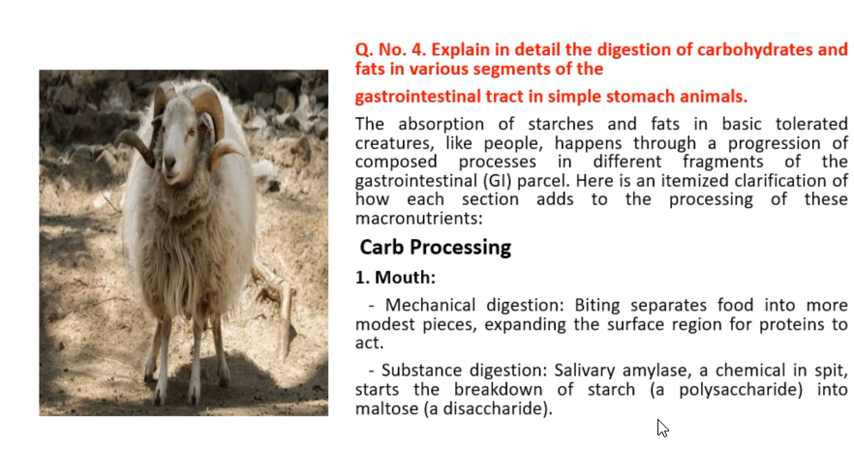 Q. No. 4. Explain in detail the digestion of carbohydrates and
fats in various segments of the
gastrointestinal tract in simple stomach animals.
The absorption of starches and fats in basic tolerated
creatures, like people, happens through a progression of
composed processes in different fragments of the
gastrointestinal (GI) parcel. Here is an itemized clarification of
how each section adds to the processing of these
macronutrients:
Carb Processing
1. Mouth:
- Mechanical digestion: Biting separates food into more
modest pieces, expanding the surface region for proteins to
act.
- Substance digestion: Salivary amylase, a chemical in spit,
starts the breakdown of starch (a polysaccharide) into
maltose (a disaccharide).